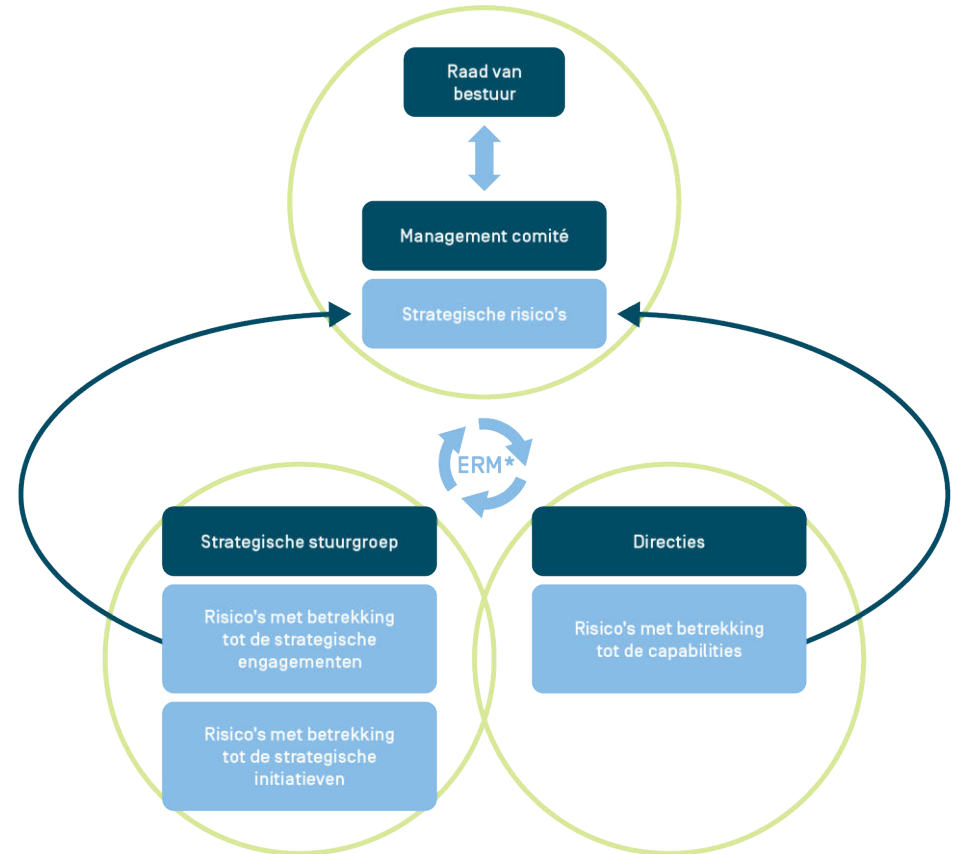 Raad van
bestuur
Management comité
Strategische risico's
ERM*
Strategische stuurgroep
Risico's met betrekking
tot de strategische
engagementen
Risico's met betrekking
tot de strategische
initiatieven
Directies
Risico's met betrekking
tot de capabilities